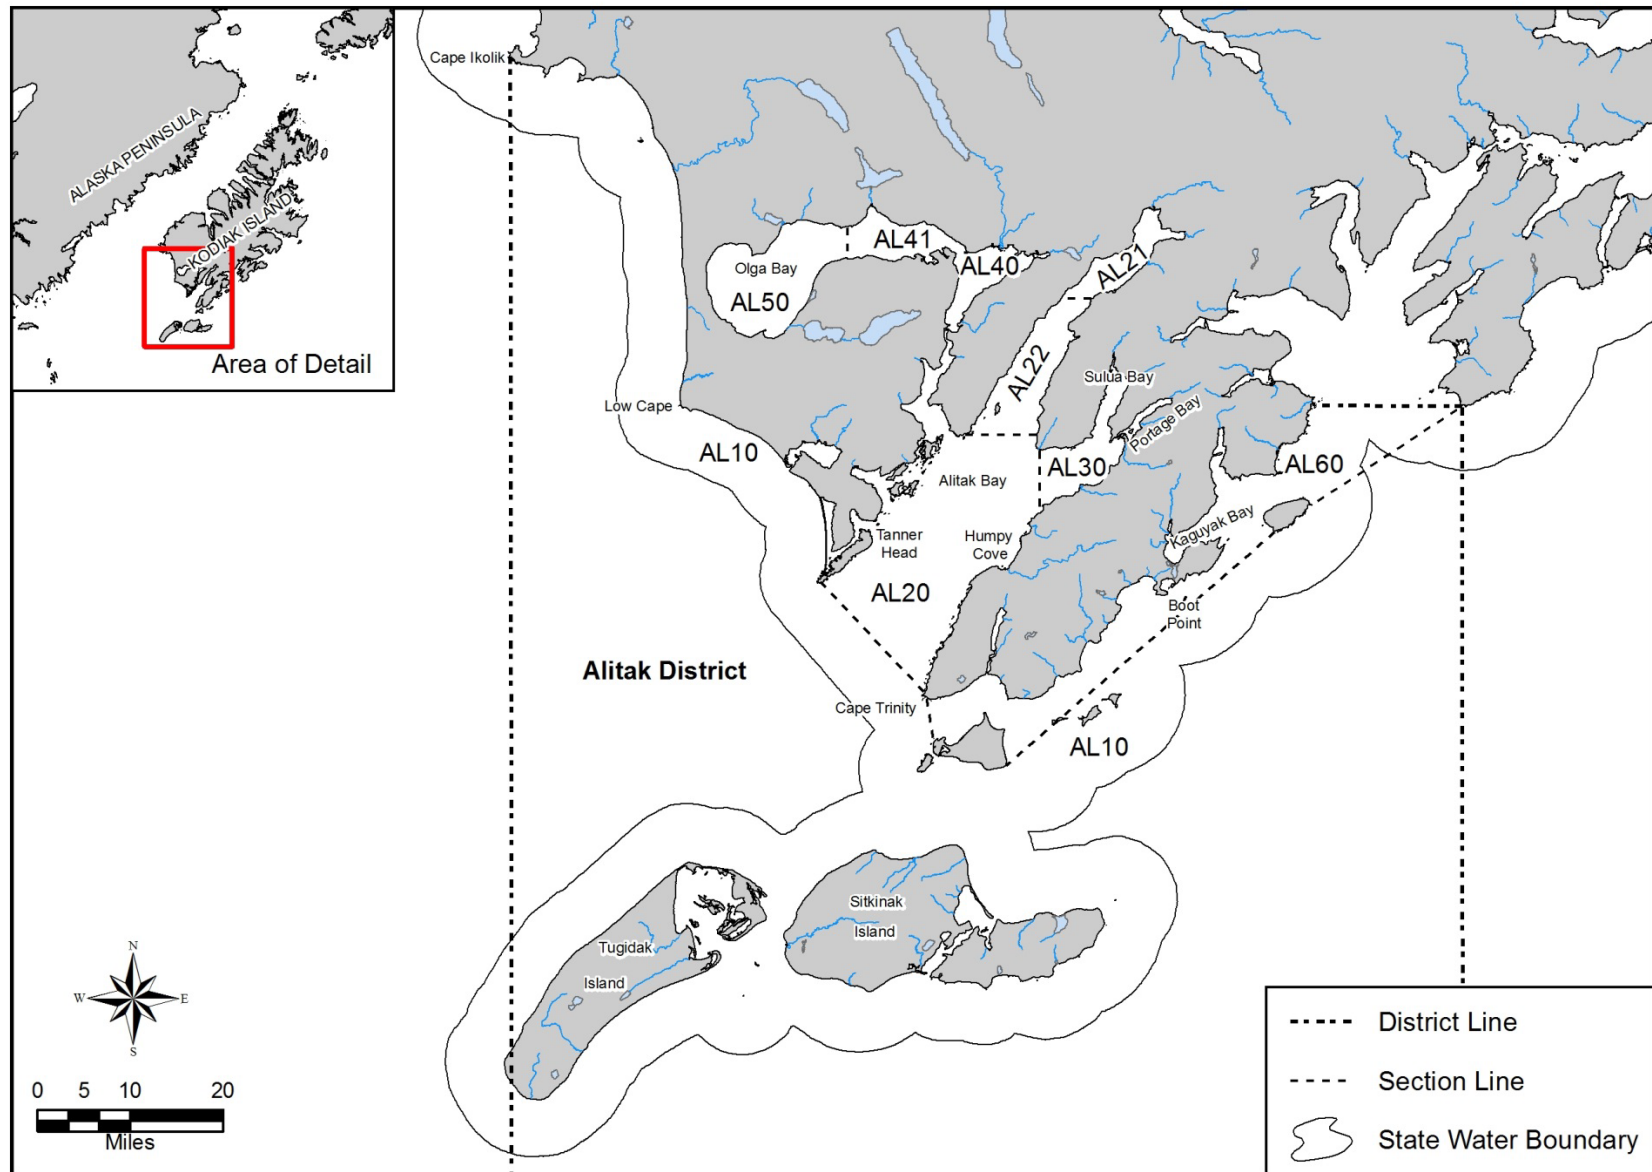 ALASKA PENINSULA
KODIAK ISLAND
Area of Detail
Cape Ikolik
AL41
Olga Bay
AL40
AL21
AL50
AL22
Sulua Bay
Low Cape
Portage Bay
AL10
AL30
AL60
Alitak Bay
Tanner
Head
Humpy
Cove
Kaguyak Bay
AL20
Boot
Point
Alitak District
Cape Trinity
AL10
Sitkinak
Island
Tugidak
Island
N
W
E
S
0 5 10 20
Miles
District Line
Section Line
State Water Boundary